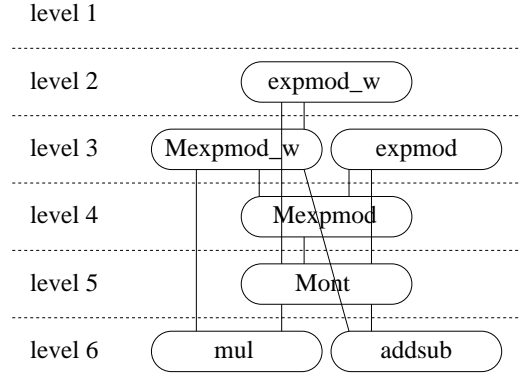 level 1
level 2 expmod_w
level 3 Mexpmod_w expmod
level 4 Mexpmod
level 5 Mont
level 6 mul addsub